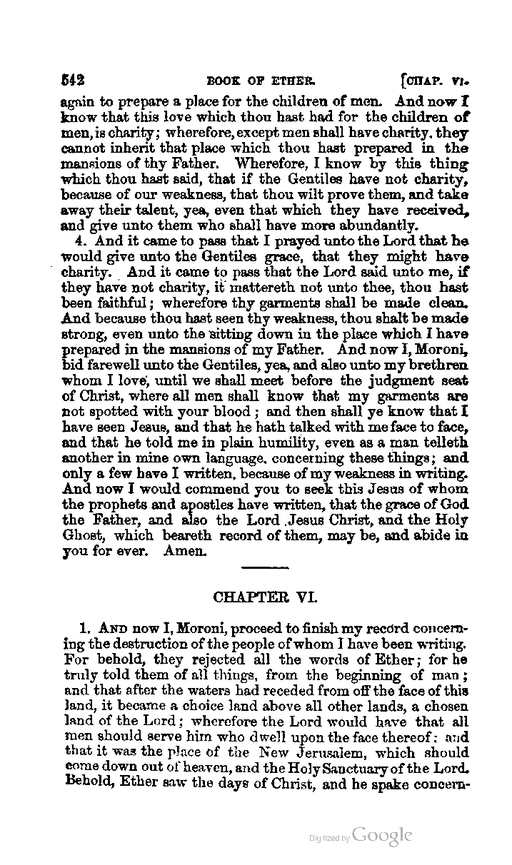 542 BOOK OF ETHER. [CHAP. VI.
again to prepare a place for the children of men. And now I
know that this love which thou hast had for the children of
men, is charity; wherefore, except men shall have charity, they
cannot inherit that place which thou hast prepared in the
mansions of thy Father. Wherefore, I know by this thing
which thou hast said, that if the Gentiles have not charity,
because of our weakness, that thou wilt prove them, and take
away their talent, yea, even that which they have received,
and give unto them who shall have more abundantly.
4. And it came to pass that I prayed unto the Lord that he
would give unto the Gentiles grace, that they might have
charity. And it came to pass that the Lord said unto me, if
they have not charity, it mattereth not unto thee, thou hast
been faithful; wherefore thy garments shall be made clean.
And because thou hast seen thy weakness, thou shalt be made
strong, even unto the sitting down in the place which I have
prepared in the mansions of my Father. And now I, Moroni,
bid farewell unto the Gentiles, yea, and also unto my brethren
whom I love, until we shall meet before the judgment seat
of Christ, where all men shall know that my garments are
not spotted with your blood; and then shall ye know that I
have seen Jesus, and that he hath talked with me face to face,
and that he told me in plain humility, even as a man telleth
another in mine own language, concerning these things; and
only a few have I written, because of my weakness in writing.
And now I would commend you to seek this Jesus of whom
the prophets and apostles have written, that the grace of God
the Father, and also the Lord Jesus Christ, and the Holy
Ghost, which beareth record of them, may be, and abide in
you for ever. Amen.
CHAPTER VI.
1. AND now I, Moroni, proceed to finish my record concern-
ing the destruction of the people of whom I have been writing.
For behold, they rejected all the words of Ether; for he
truly told them of all things, from the beginning of man;
and that after the waters had receded from off the face of this
land, it became a choice land above all other lands, a chosen
land of the Lord; wherefore the Lord would have that all
men should serve him who dwell upon the face thereof; and
that it was the place of the New Jerusalem, which should
come down out of heaven, and the Holy Sanctuary of the Lord.
Behold, Ether saw the days of Christ, and he spake concern-
Digitized by Google